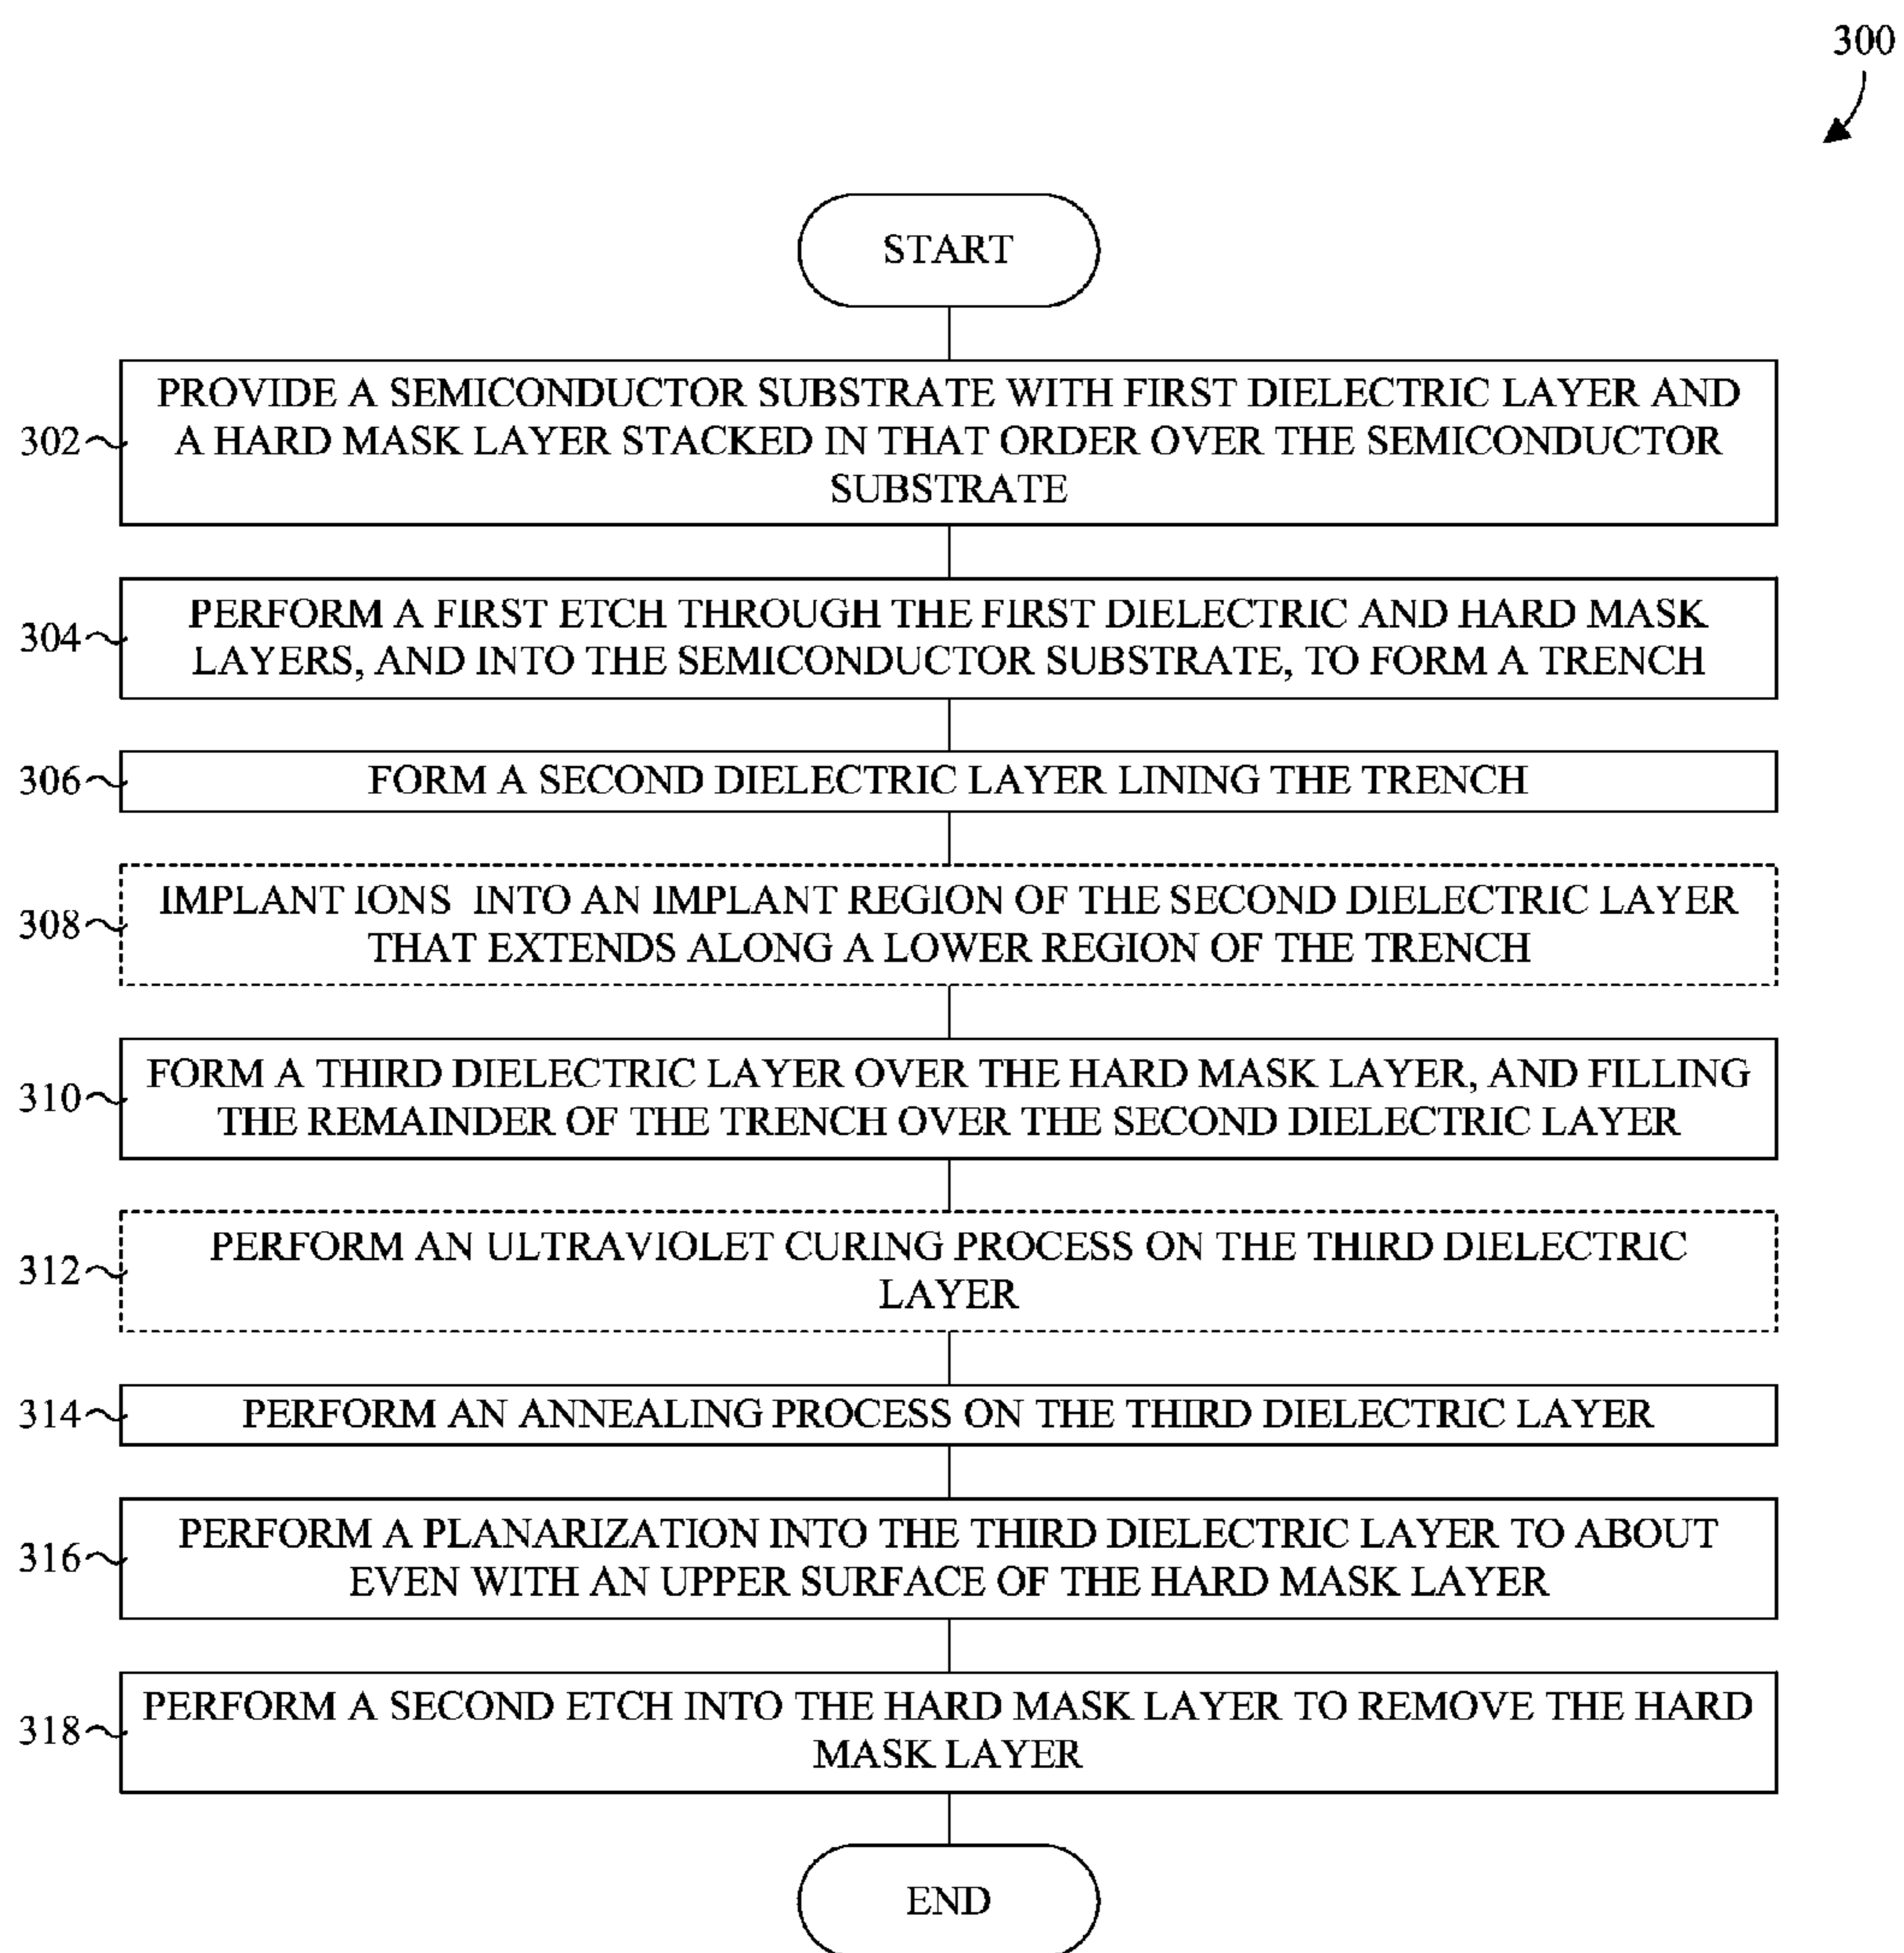 300
START
302
PROVIDE A SEMICONDUCTOR SUBSTRATE WITH FIRST DIELECTRIC LAYER AND
A HARD MASK LAYER STACKED IN THAT ORDER OVER THE SEMICONDUCTOR
SUBSTRATE
304
PERFORM A FIRST ETCH THROUGH THE FIRST DIELECTRIC AND HARD MASK
LAYERS, AND INTO THE SEMICONDUCTOR SUBSTRATE, TO FORM A TRENCH
306
FORM A SECOND DIELECTRIC LAYER LINING THE TRENCH
308
IMPLANT IONS INTO AN IMPLANT REGION OF THE SECOND DIELECTRIC LAYER
THAT EXTENDS ALONG A LOWER REGION OF THE TRENCH
310
FORM A THIRD DIELECTRIC LAYER OVER THE HARD MASK LAYER, AND FILLING
THE REMAINDER OF THE TRENCH OVER THE SECOND DIELECTRIC LAYER
312
PERFORM AN ULTRAVIOLET CURING PROCESS ON THE THIRD DIELECTRIC
LAYER
314
PERFORM AN ANNEALING PROCESS ON THE THIRD DIELECTRIC LAYER
316
PERFORM A PLANARIZATION INTO THE THIRD DIELECTRIC LAYER TO ABOUT
EVEN WITH AN UPPER SURFACE OF THE HARD MASK LAYER
318
PERFORM A SECOND ETCH INTO THE HARD MASK LAYER TO REMOVE THE HARD
MASK LAYER
END